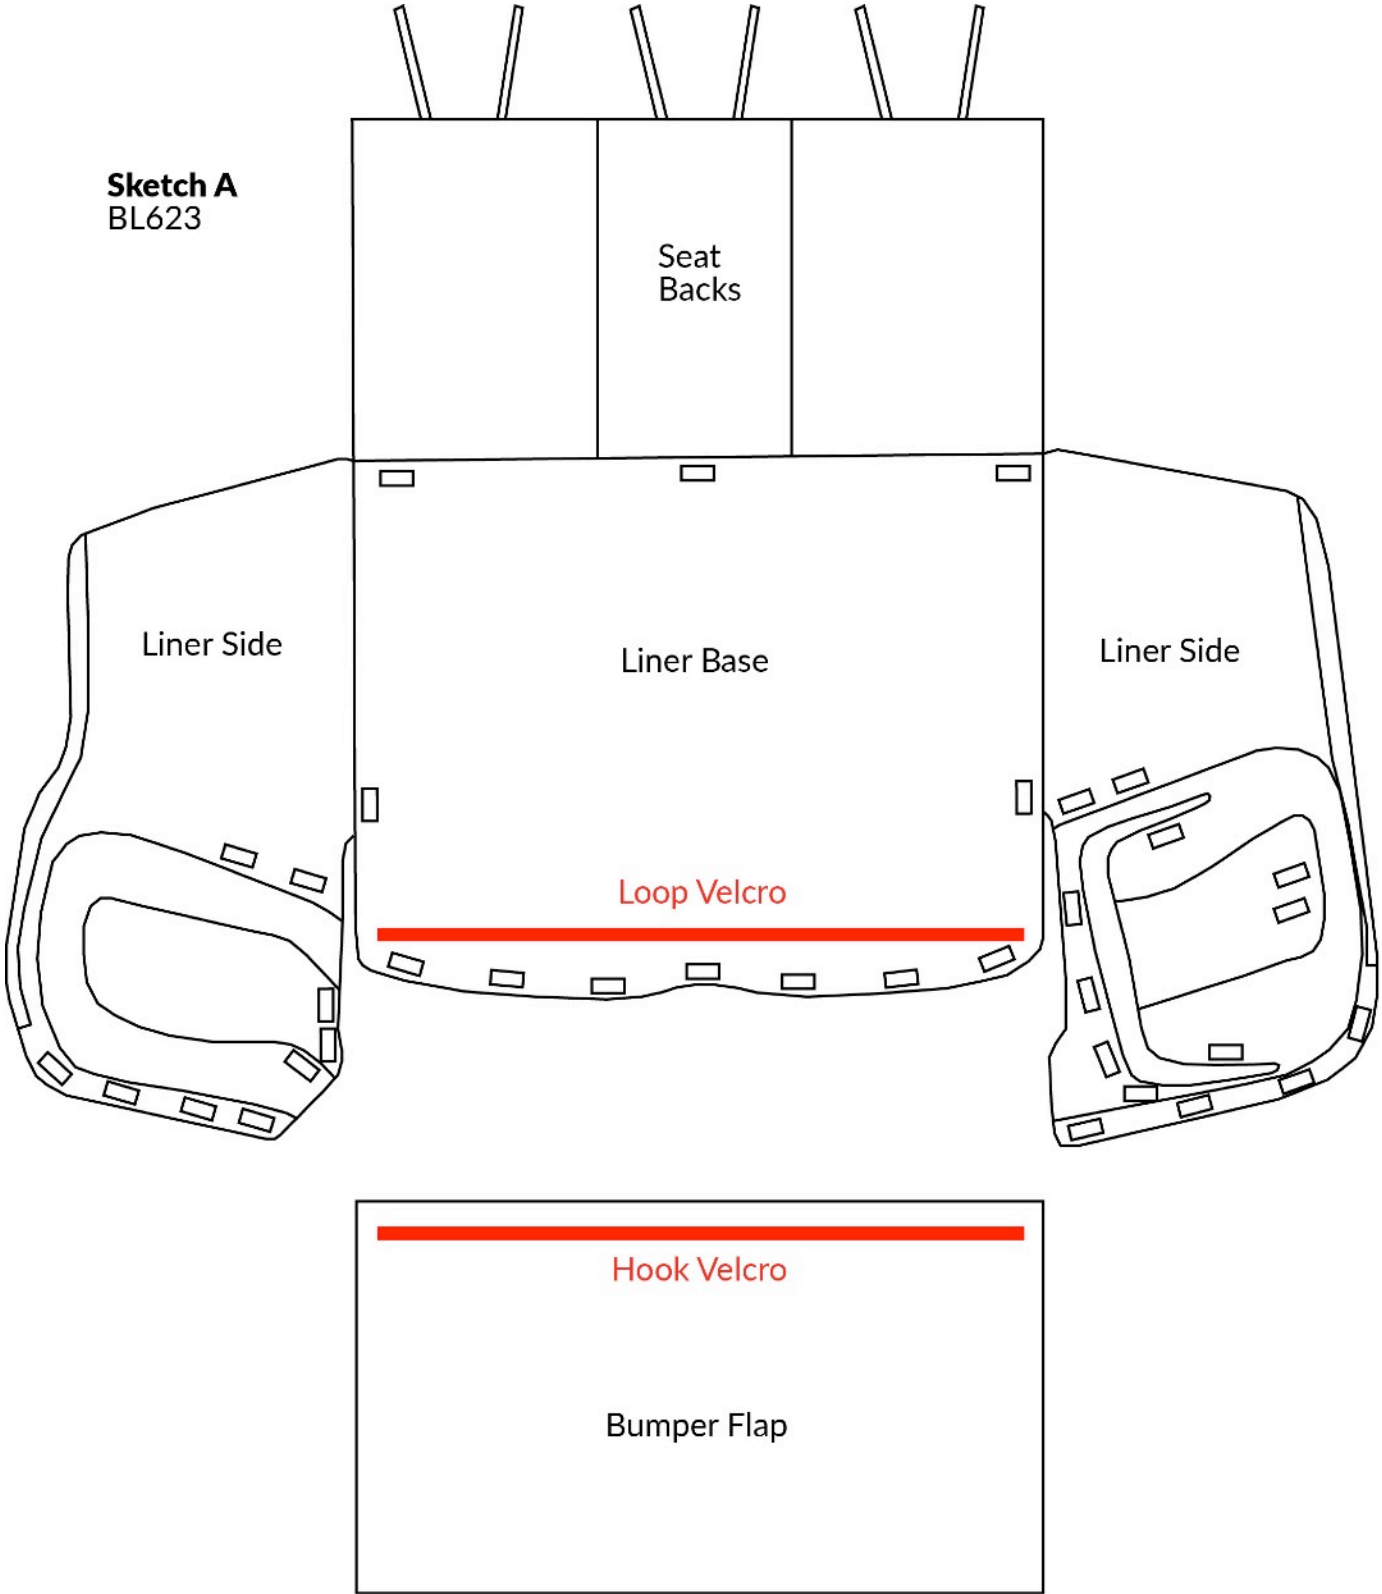 Sketch A
BL623
Seat
Backs
Liner Side
Liner Base
Liner Side
Loop Velcro
Hook Velcro
Bumper Flap